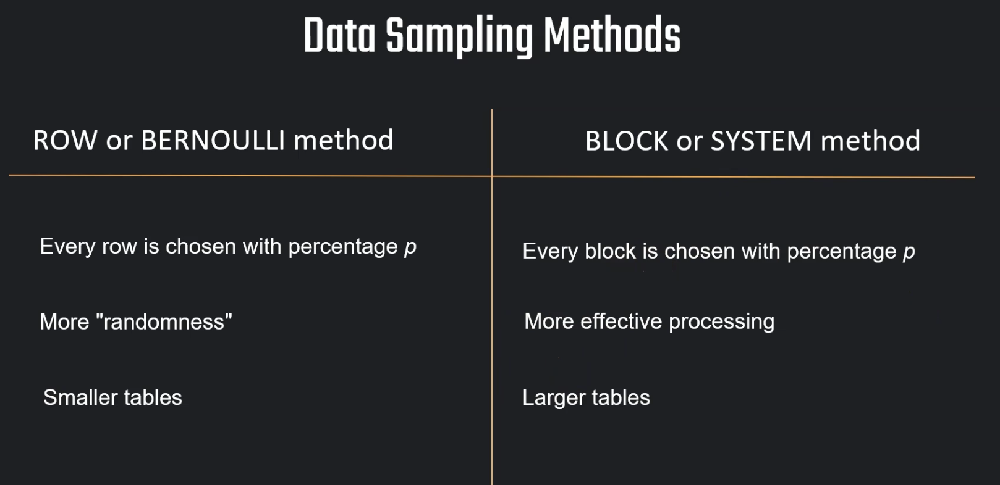 Data Sampling Methods
ROW or BERNOULLI method
BLOCK or SYSTEM method
Every row is chosen with percentage p
Every block is chosen with percentage p
More "randomness"
More effective processing
Smaller tables
Larger tables